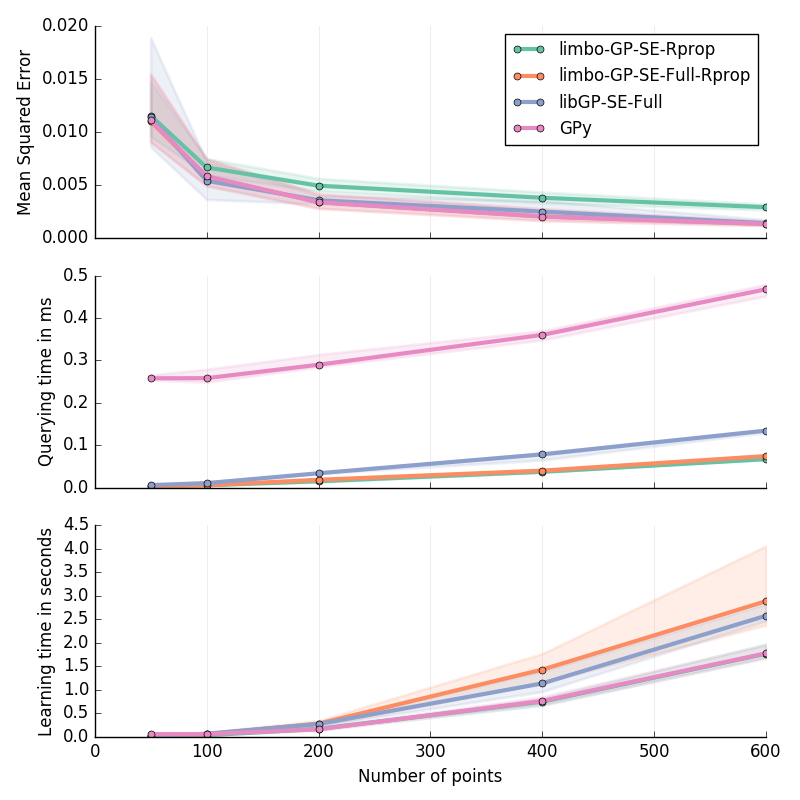 0.020
0.015
0.010
0.005
0.000
Mean Squared Error
limbo-GP-SE-Rprop
limbo-GP-SE-Full-Rprop
libGP-SE-Full
GPy
0.5
0.4
0.3
0.2
0.1
0.0
Querying time in ms
4.5
4.0
3.5
3.0
2.5
2.0
1.5
1.0
0.5
0.0
Learning time in seconds
0 100 200 300 400 500 600
Number of points